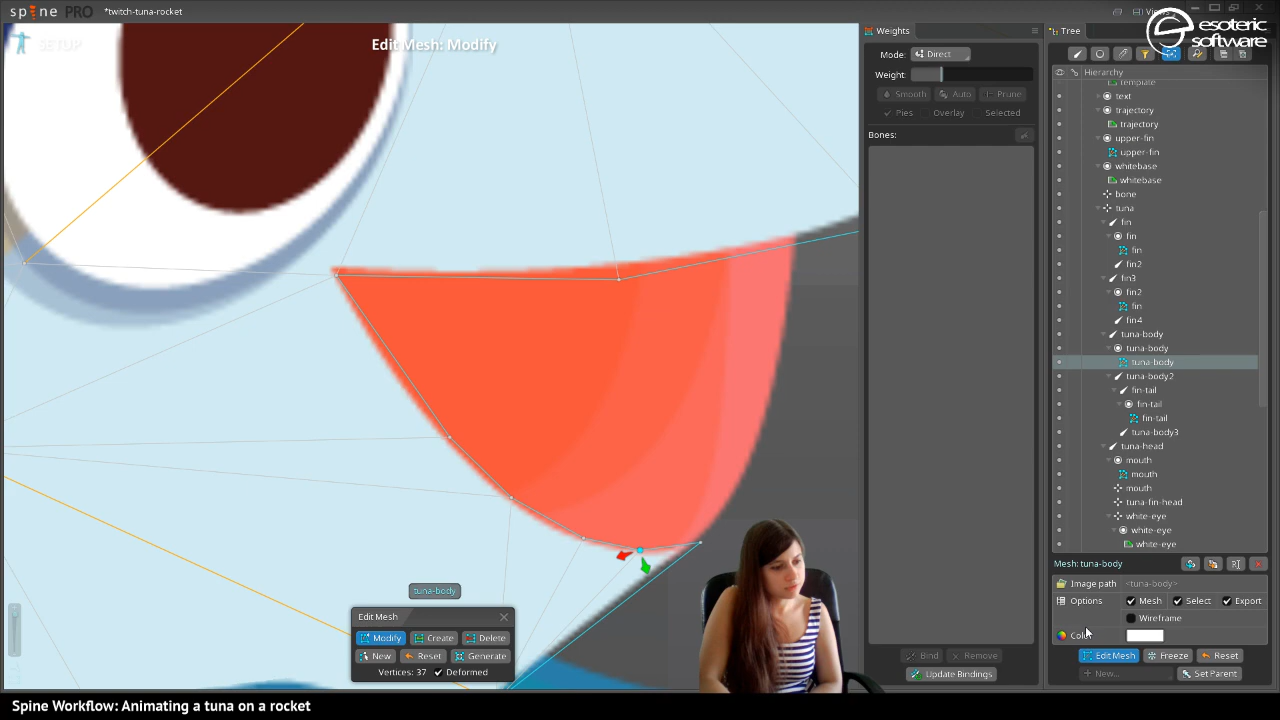 spine PRO
*twitch-tuna-rocket
Views
SETUP
Edit Mesh: Modify
esoteric
software
Weights
Mode: Direct
Weight:
Smooth Auto Prune
Pies Overlay Selected
Bones:
Bind Remove
Update Bindings
Tree
Hierarchy
template
text
trajectory
trajectory
upper-fin
upper-fin
whitebase
whitebase
bone
tuna
fin
fin
fin
fin2
fin3
fin2
fin
fin4
tuna-body
tuna-body
tuna-body
tuna-body2
fin-tail
fin-tail
fin-tail
tuna-body3
tuna-head
mouth
mouth
mouth
tuna-fin-head
white-eye
white-eye
white-eye
Mesh: tuna-body
Image path <tuna-body>
Options Mesh Select Export
Wireframe
Edit Mesh Freeze Reset
New... Set Parent
tuna-body
Edit Mesh
Modify Create Delete
New Reset Generate
Vertices: 37 Deformed
Spine Workflow: Animating a tuna on a rocket